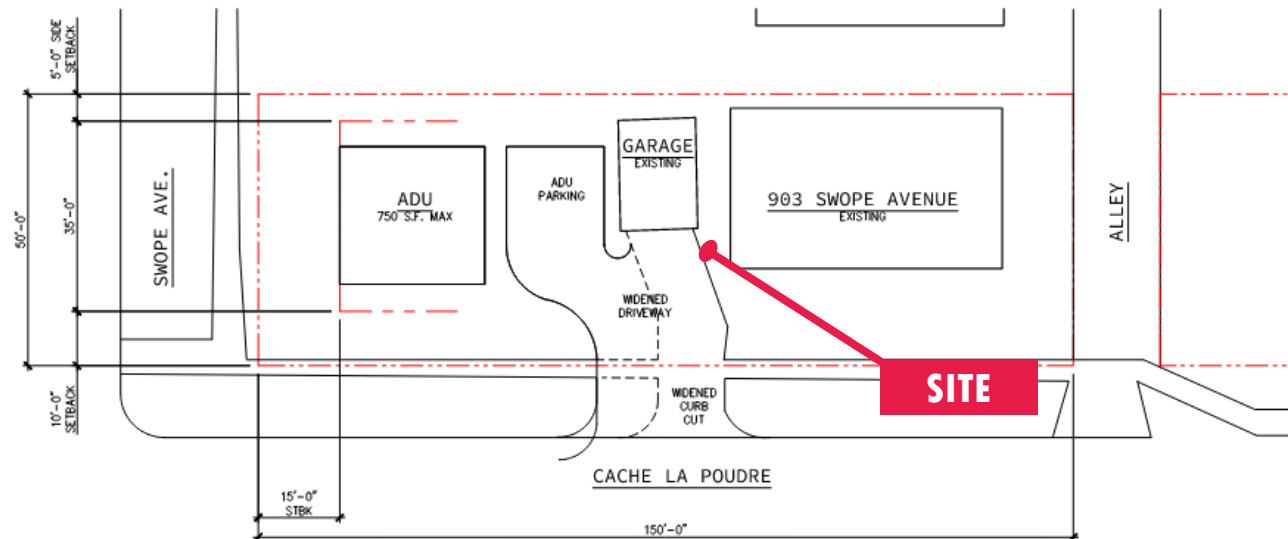 5'-0" SIDE
SETBACK
50'-0"
35'-0"
10'-0"
SETBACK
SWOPE AVE.
ADU
750 S.F. MAX
ADU
PARKING
GARAGE
EXISTING
903 SWOPE AVENUE
EXISTING
ALLEY
WIDENED
DRIVEWAY
SITE
WIDENED
CURB
CUT
CACHE LA POUDRE
15'-0"
STBK
150'-0"